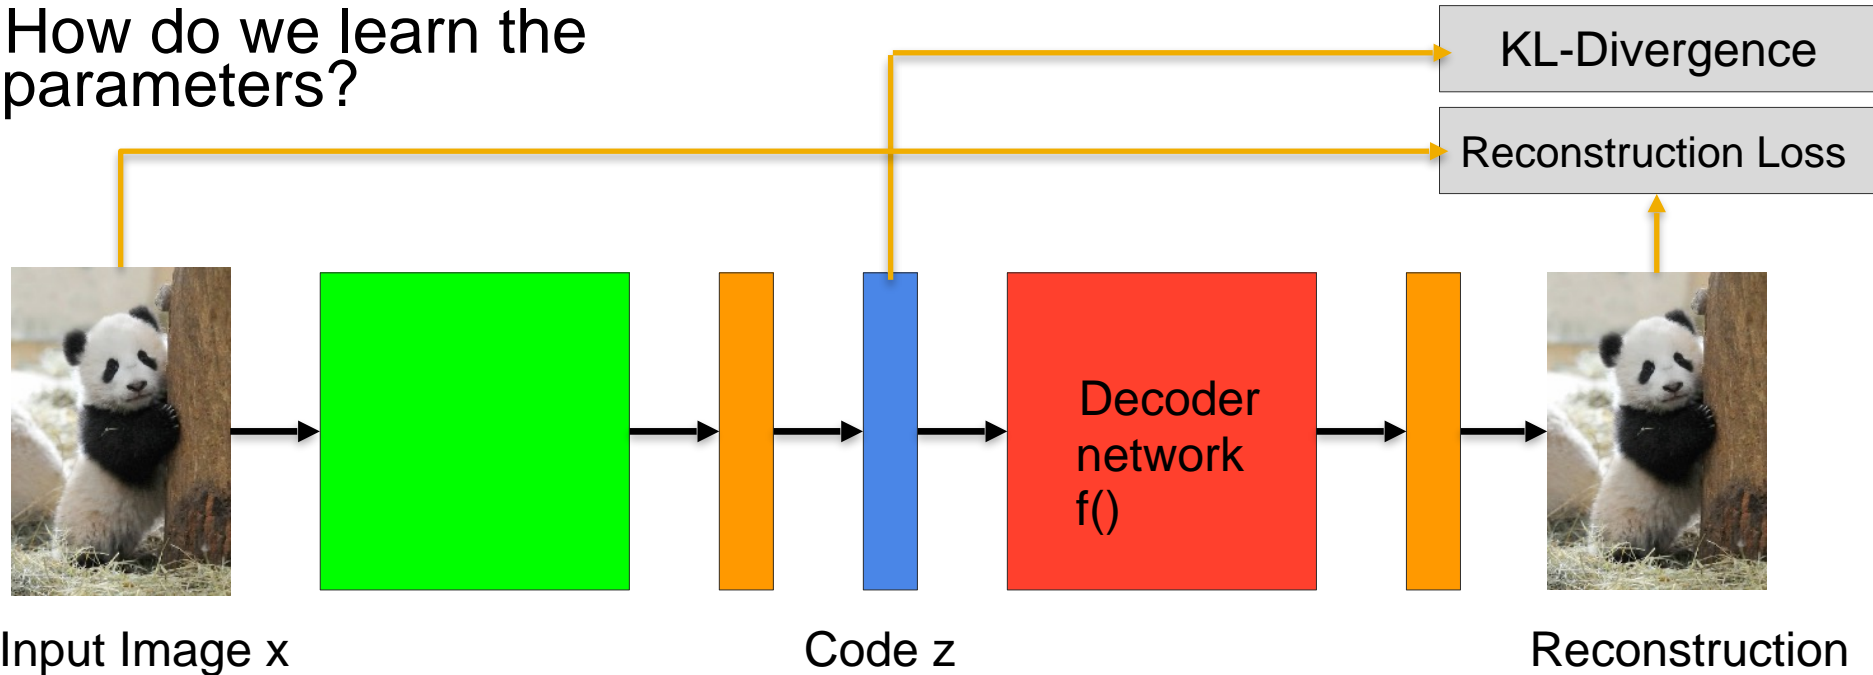 How do we learn the
parameters?
KL-Divergence
Reconstruction Loss
Decoder
network
f()
Input Image x
Code z
Reconstruction